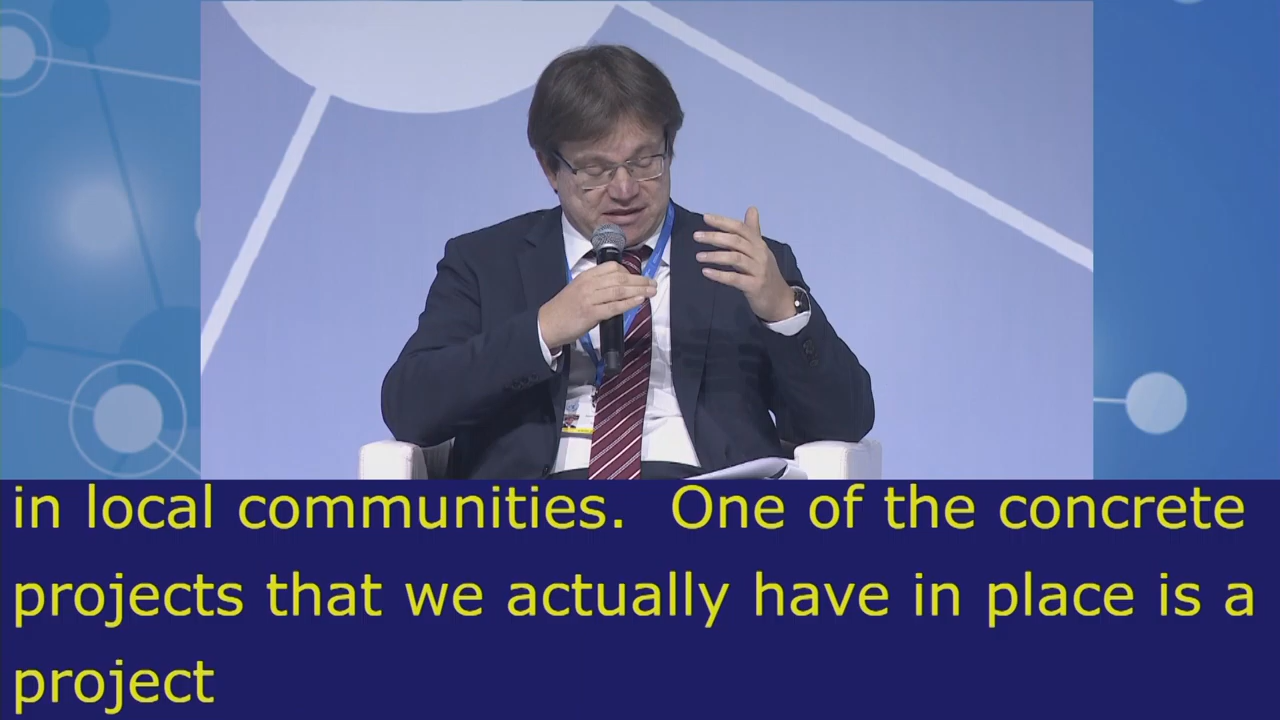 in local communities.  One of the concrete
projects that we actually have in place is a
project